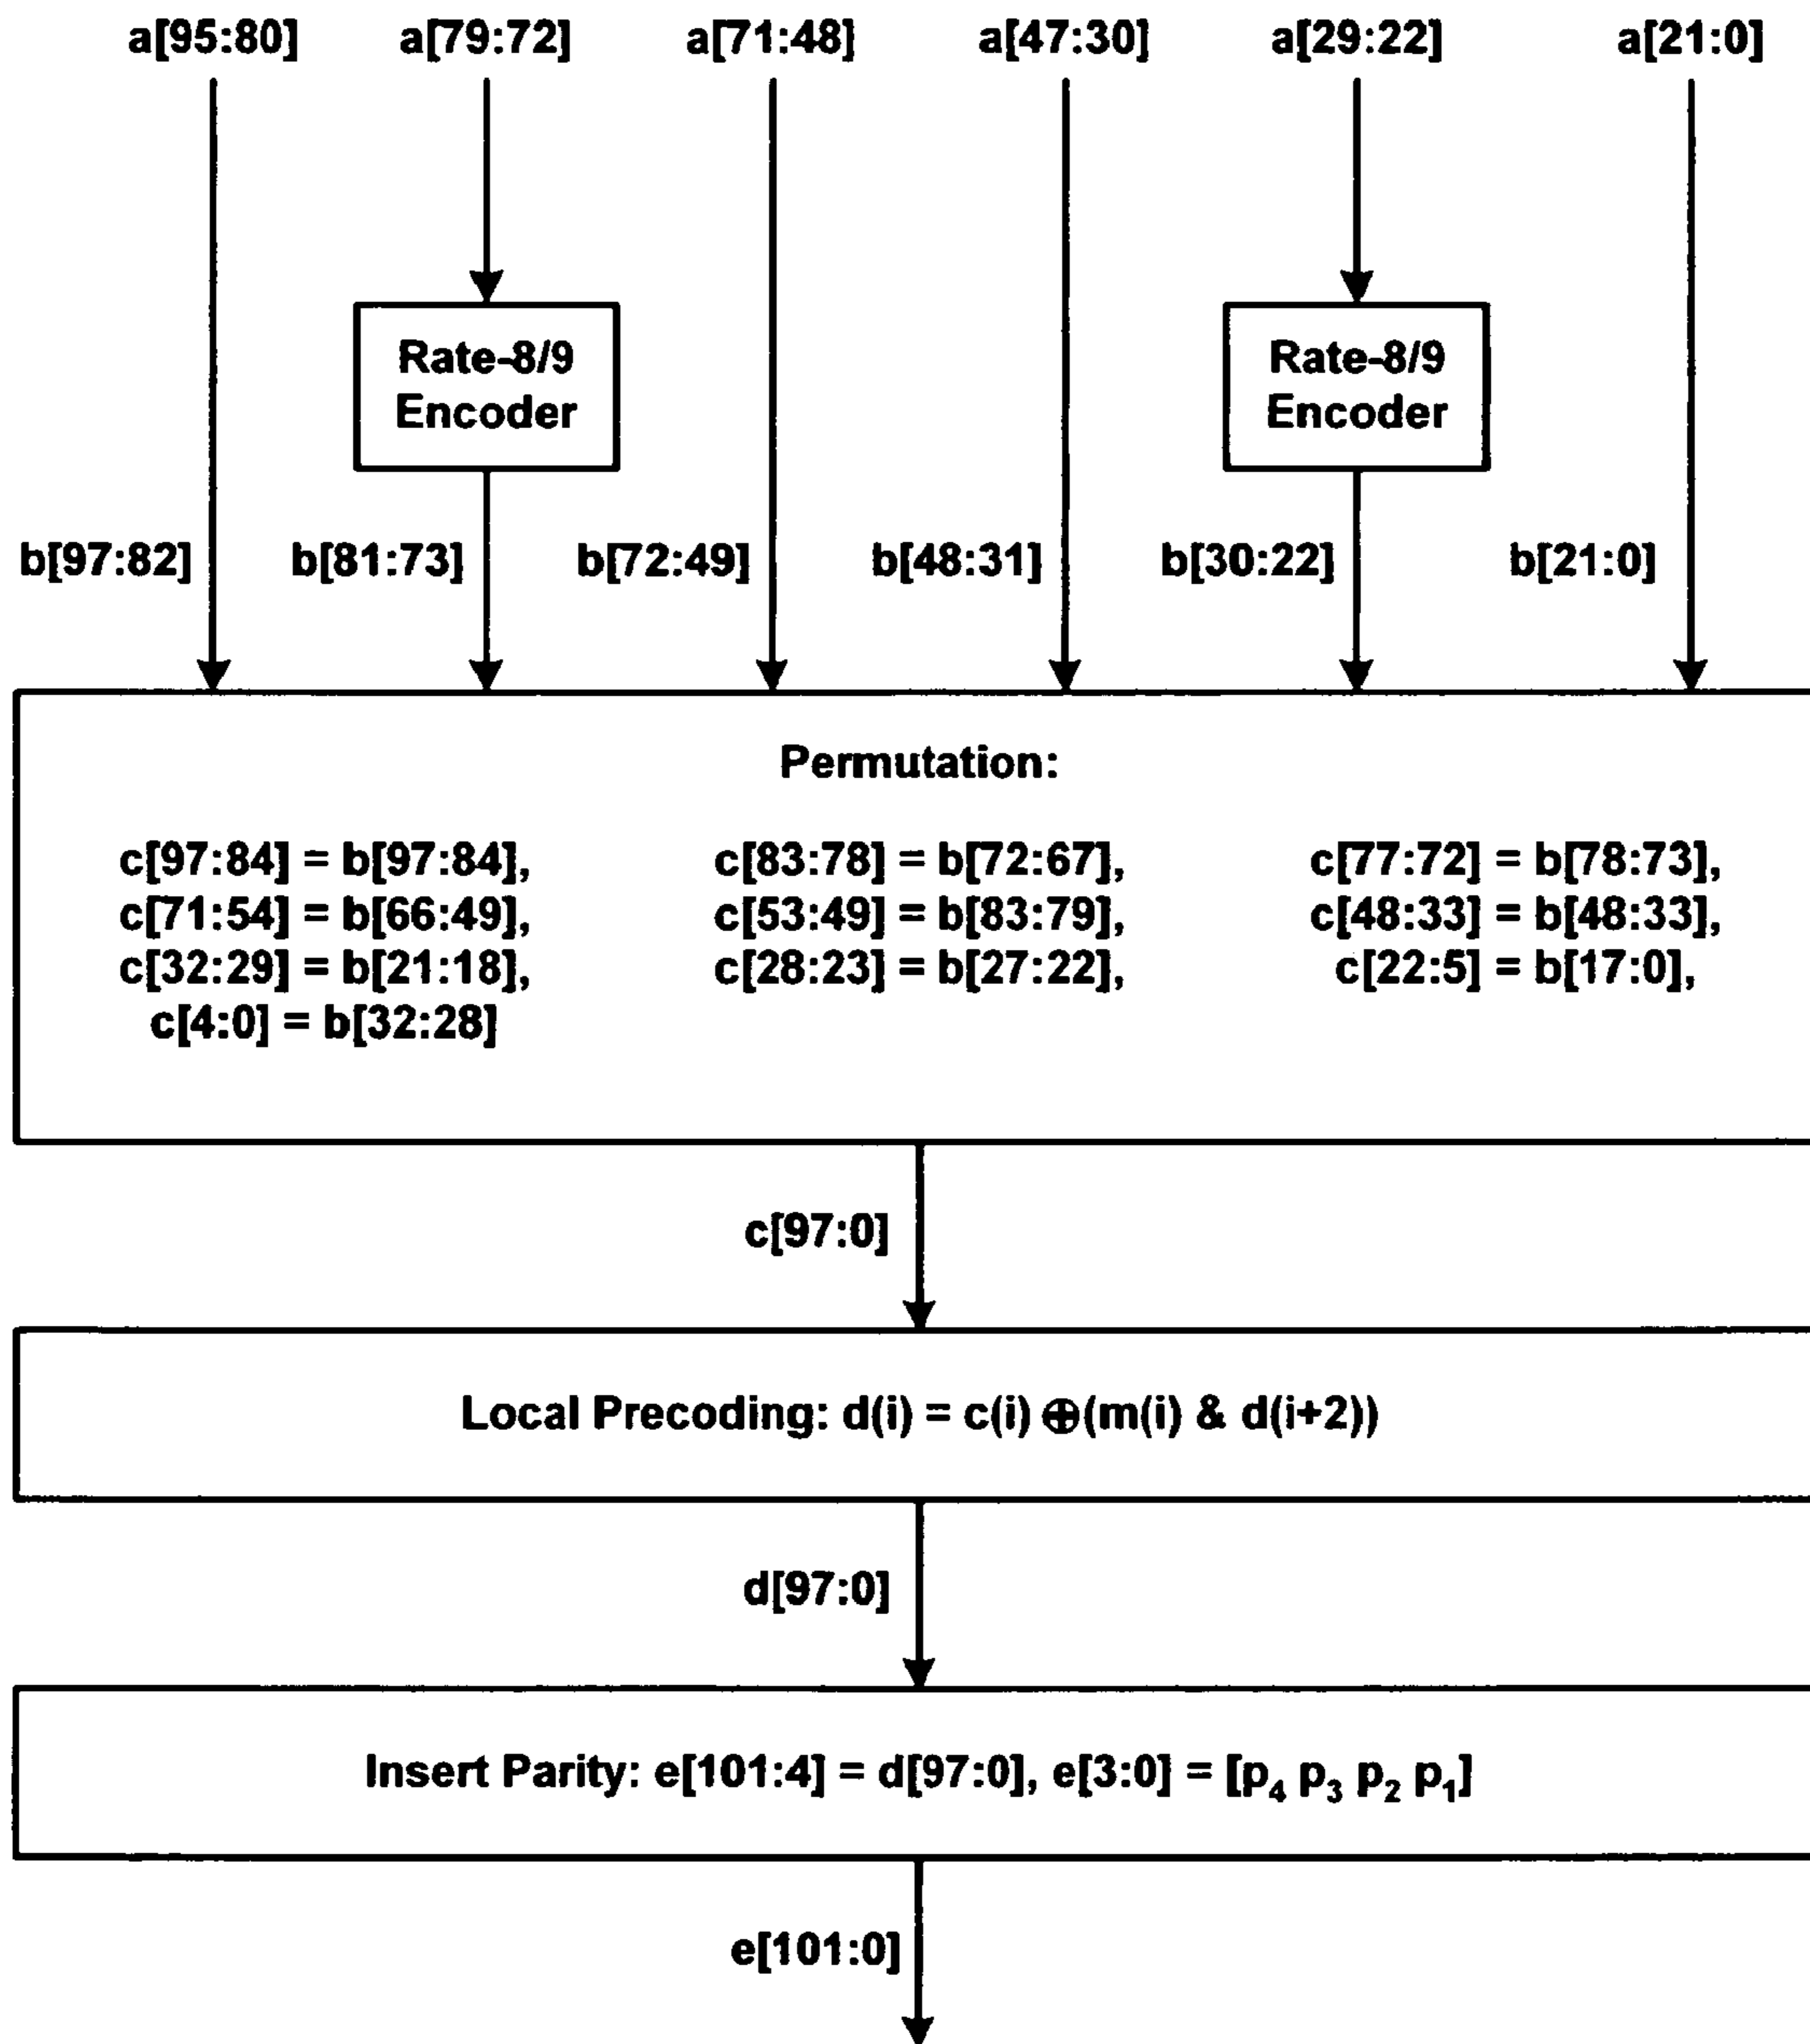 a[95:80] a[79:72] a[71:48] a[47:30] a[29:22] a[21:0]
Rate-8/9 Encoder
Rate-8/9 Encoder
b[97:82] b[81:73] b[72:49] b[48:31] b[30:22] b[21:0]
Permutation:
c[97:84] = b[97:84], c[83:78] = b[72:67], c[77:72] = b[78:73],
c[71:54] = b[66:49], c[53:49] = b[83:79], c[48:33] = b[48:33],
c[32:29] = b[21:18], c[28:23] = b[27:22], c[22:5] = b[17:0],
c[4:0] = b[32:28]
c[97:0]
Local Precoding: d(i) = c(i) ⊕(m(i) & d(i+2))
d[97:0]
Insert Parity: e[101:4] = d[97:0], e[3:0] = [p₄ p₃ p₂ p₁]
e[101:0]